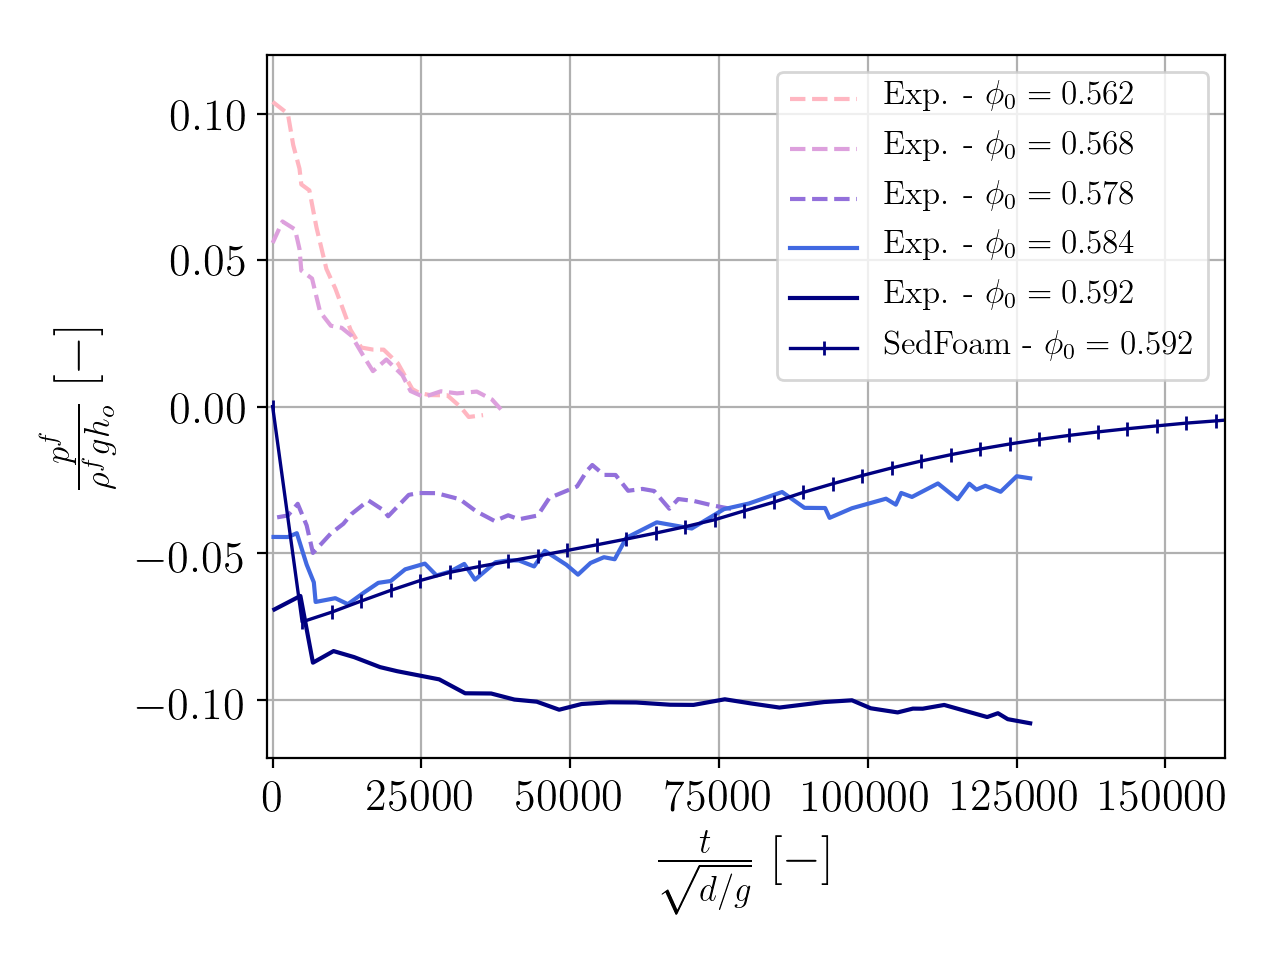 0.10
0.05
0.00
−0.05
−0.10
p^f / ρ^f g h_o [−]
Exp. - ϕ₀ = 0.562
Exp. - ϕ₀ = 0.568
Exp. - ϕ₀ = 0.578
Exp. - ϕ₀ = 0.584
Exp. - ϕ₀ = 0.592
SedFoam - ϕ₀ = 0.592
0 25000 50000 75000 100000 125000 150000
t / √(d/g) [−]